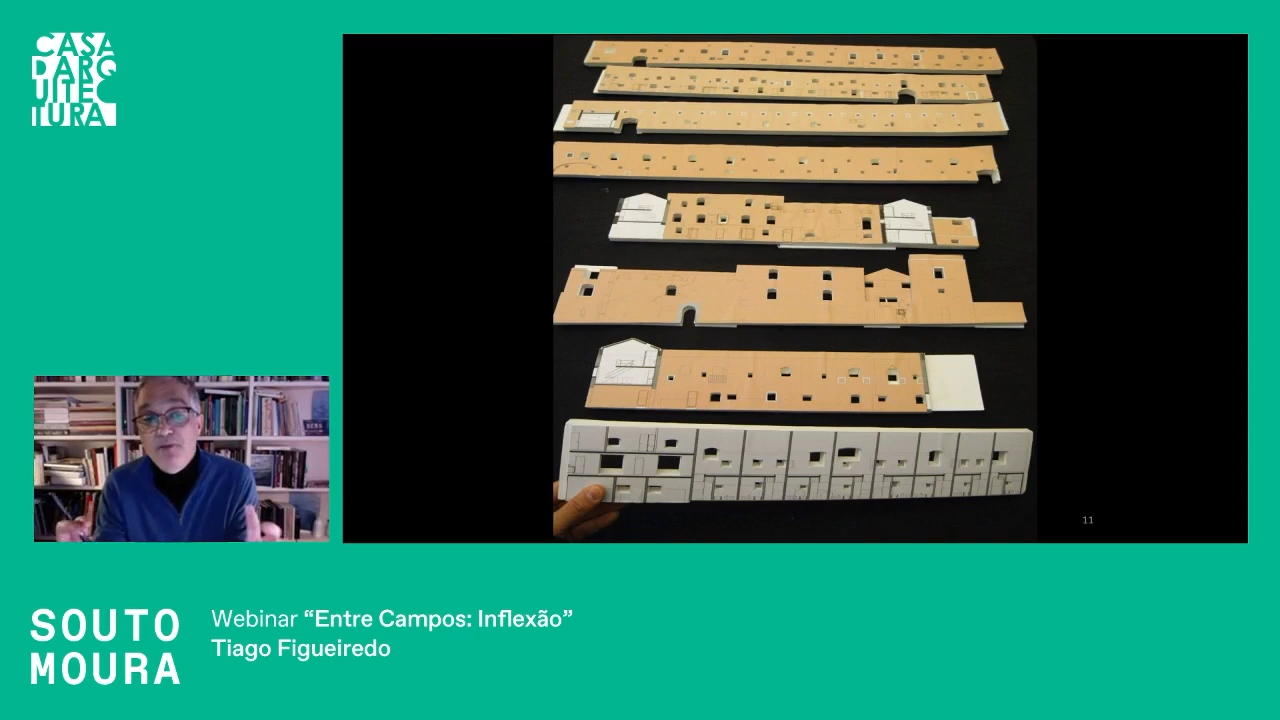 CASA
DARQ
UITEC
TURA
11
SOUTO
MOURA
Webinar “Entre Campos: Inflexão”
Tiago Figueiredo